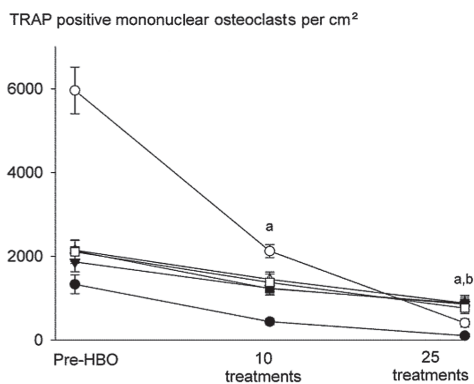 TRAP positive mononuclear osteoclasts per cm²
6000
4000
2000
0
a
a,b
Pre-HBO
10
treatments
25
treatments